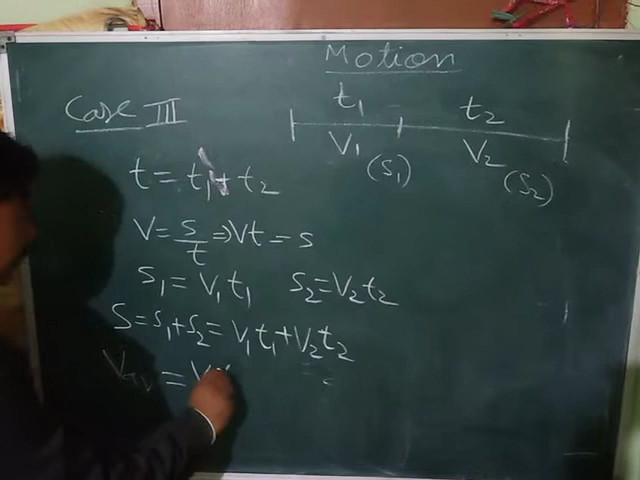 Motion
Case III
t₁ t₂
V₁ V₂
(S₁) (S₂)
t = t₁ + t₂
V = s/t ⇒ Vt = s
S₁ = V₁t₁ S₂ = V₂t₂
S = S₁ + S₂ = V₁t₁ + V₂t₂
Vav =